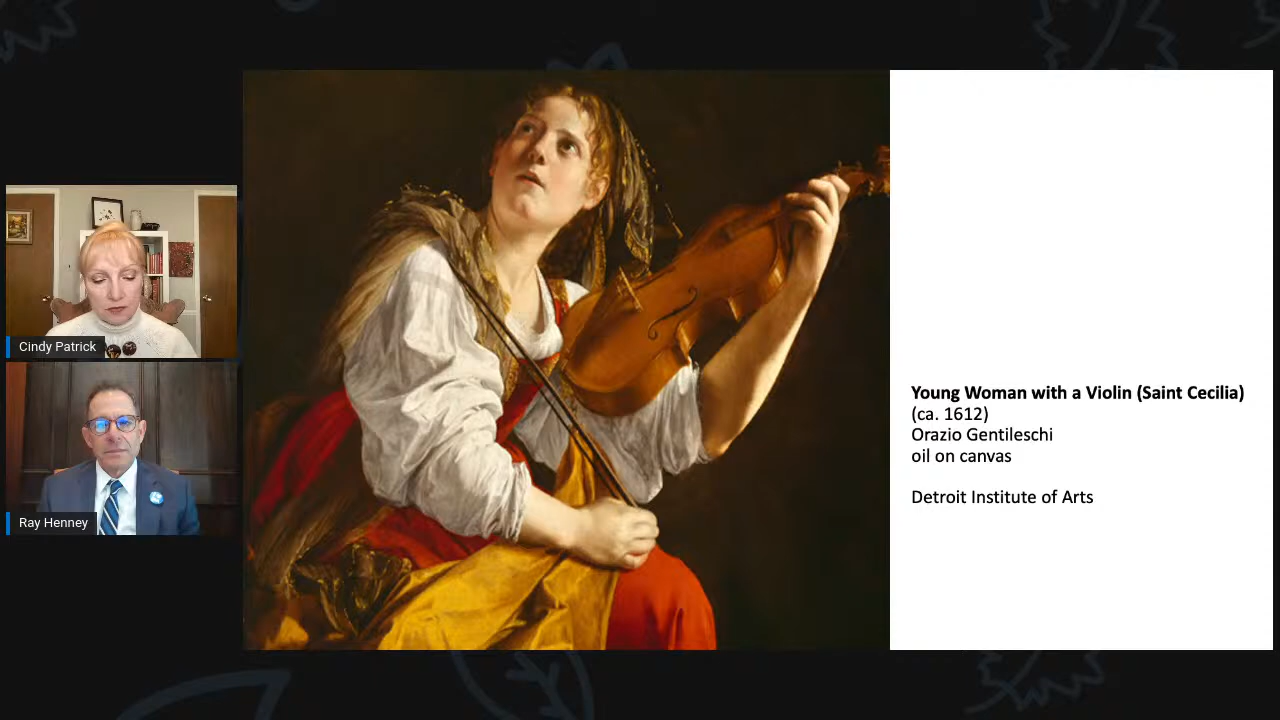 Cindy Patrick
Ray Henney
Young Woman with a Violin (Saint Cecilia)
(ca. 1612)
Orazio Gentileschi
oil on canvas
Detroit Institute of Arts